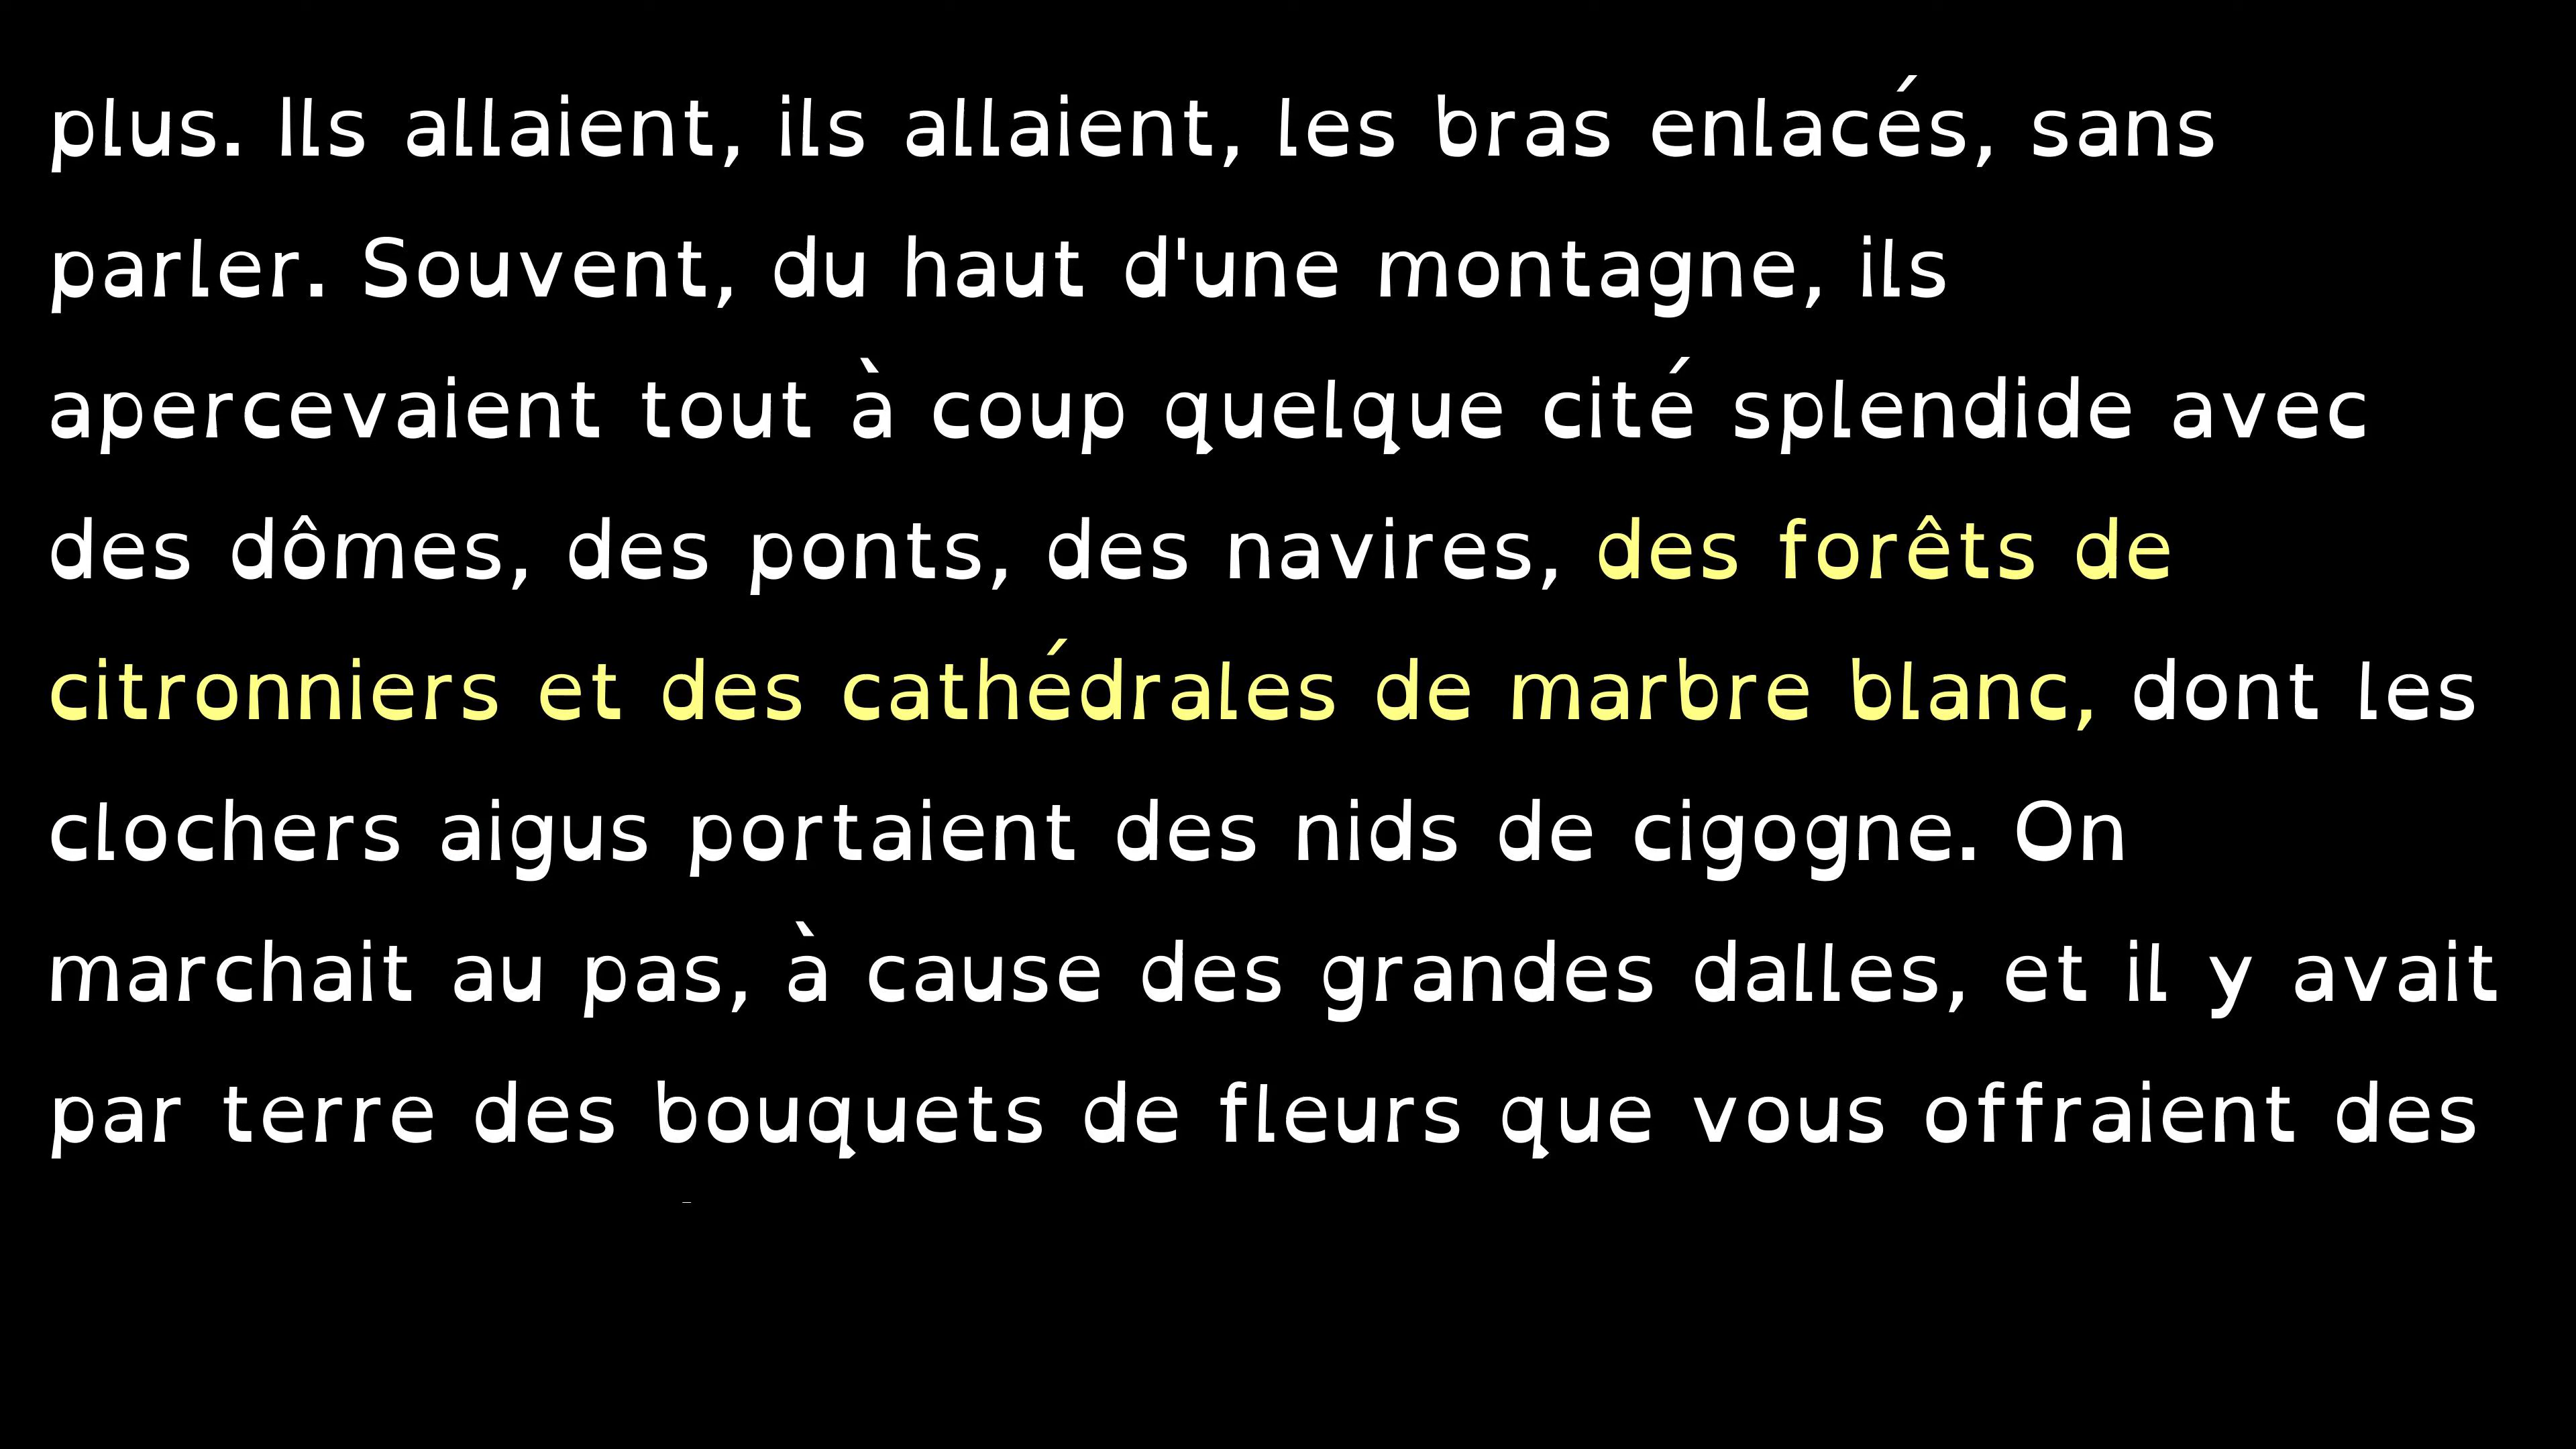 plus. Ils allaient, ils allaient, les bras enlacés, sans
parler. Souvent, du haut d'une montagne, ils
apercevaient tout à coup quelque cité splendide avec
des dômes, des ponts, des navires, des forêts de
citronniers et des cathédrales de marbre blanc, dont les
clochers aigus portaient des nids de cigogne. On
marchait au pas, à cause des grandes dalles, et il y avait
par terre des bouquets de fleurs que vous offraient des